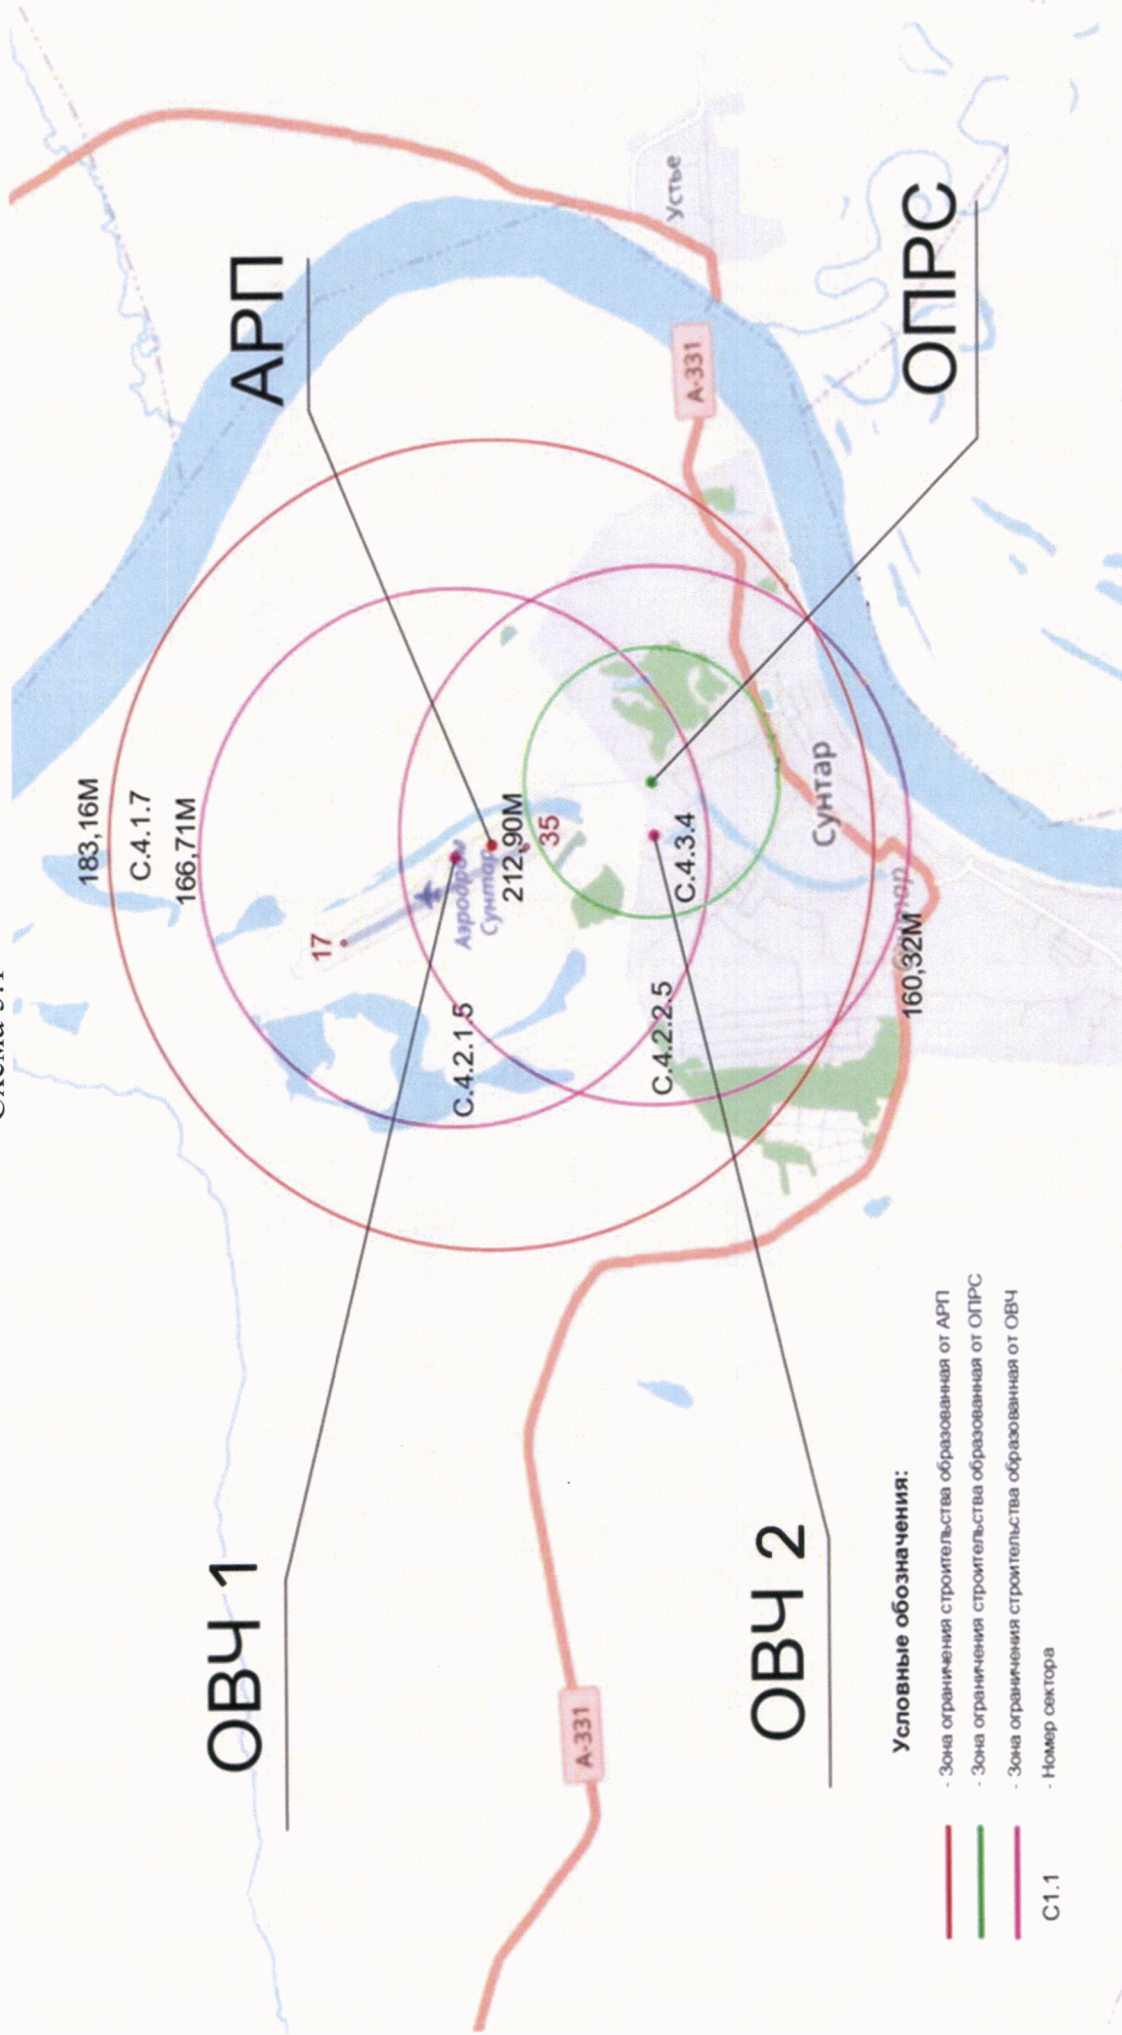 АРП
ОПРС
Устье
А-331
183,16М
С.4.1.7
166,71М
17
Аэродром
Сунтар
212,90М
35
С.4.3.4
Сунтар
160,32М
С.4.2.1.5
С.4.2.2.5
ОВЧ 1
ОВЧ 2
А-331
Условные обозначения:
- Зона ограничения строительства образованная от АРП
- Зона ограничения строительства образованная от ОПРС
- Зона ограничения строительства образованная от ОВЧ
С1.1 - Номер сектора